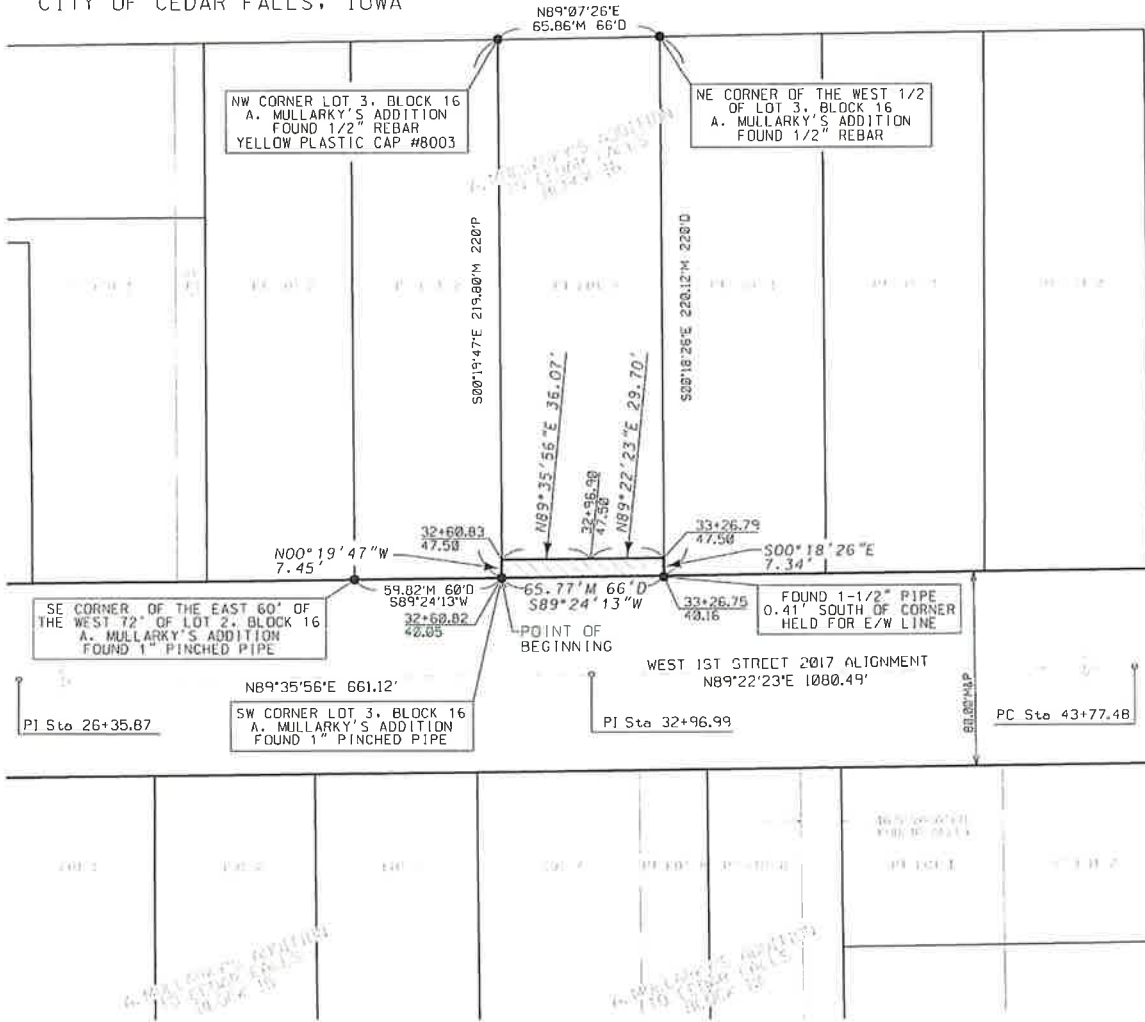 CITY OF CEDAR FALLS, IOWA
N89°07'26"E
65.86'M 66'D
NW CORNER LOT 3, BLOCK 16
A. MULLARKY'S ADDITION
FOUND 1/2" REBAR
YELLOW PLASTIC CAP #8003
NE CORNER OF THE WEST 1/2
OF LOT 3, BLOCK 16
A. MULLARKY'S ADDITION
FOUND 1/2" REBAR
S00°19'47"E 219.80'M 220'P
S00°18'26"E 220.12'M 220'D
N89°35'56"E 36.07'
32+96.90
47.50
N89°22'23"E 29.70'
32+60.83
47.50
33+26.79
47.50
N00°19'47"W
7.45'
S00°18'26"E
7.34'
59.82'M 60'D
S89°24'13"W
65.77'M 66'D
S89°24'13"W
32+60.82
40.05
33+26.75
40.16
SE CORNER OF THE EAST 60' OF
THE WEST 72' OF LOT 2, BLOCK 16
A. MULLARKY'S ADDITION
FOUND 1" PINCHED PIPE
POINT OF
BEGINNING
FOUND 1-1/2" PIPE
0.41' SOUTH OF CORNER
HELD FOR E/W LINE
WEST 1ST STREET 2017 ALIGNMENT
N89°22'23"E 1080.49'
N89°35'56"E 661.12'
SW CORNER LOT 3, BLOCK 16
A. MULLARKY'S ADDITION
FOUND 1" PINCHED PIPE
PI Sta 26+35.87
PI Sta 32+96.99
80.00'M&P
PC Sta 43+77.48